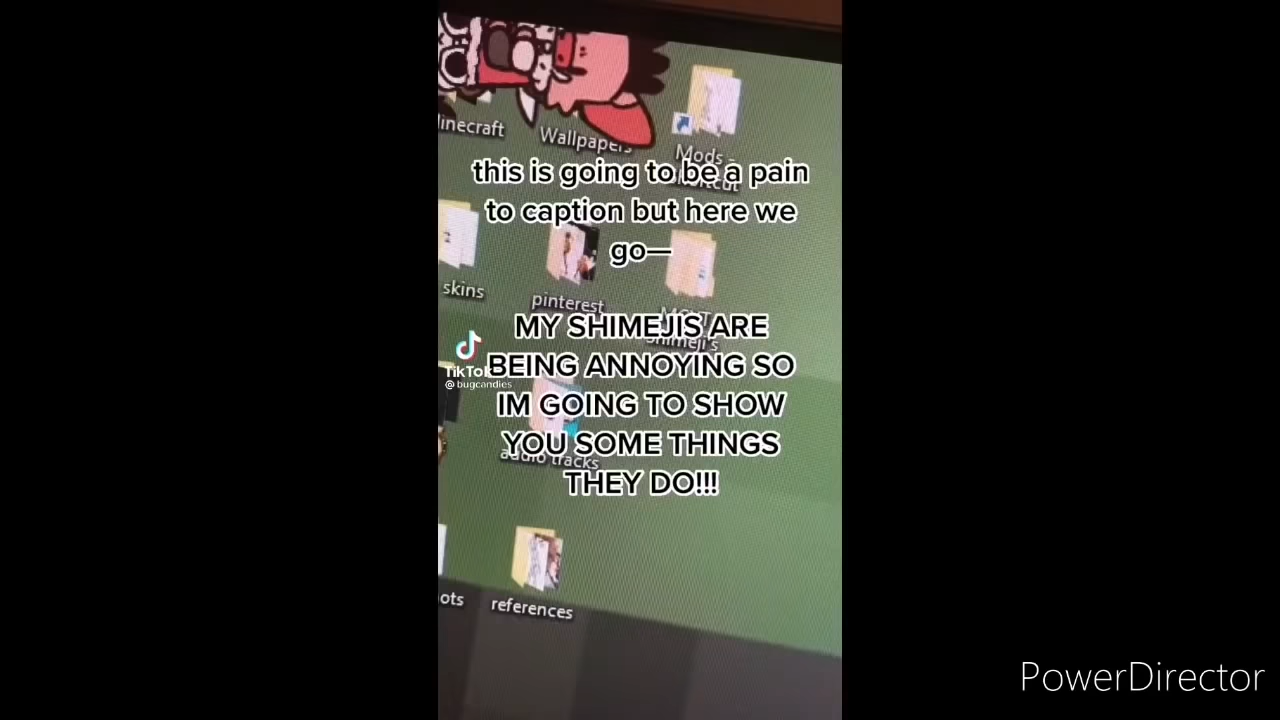 inecraft
Wallpapers
Mods -
this is going to be a pain
to caption but here we
go—
skins
pinterest
shimeji's
MY SHIMEJIS ARE
BEING ANNOYING SO
IM GOING TO SHOW
YOU SOME THINGS
THEY DO!!!
TikTok
@bugcandies
audio tracks
ots
references
PowerDirector